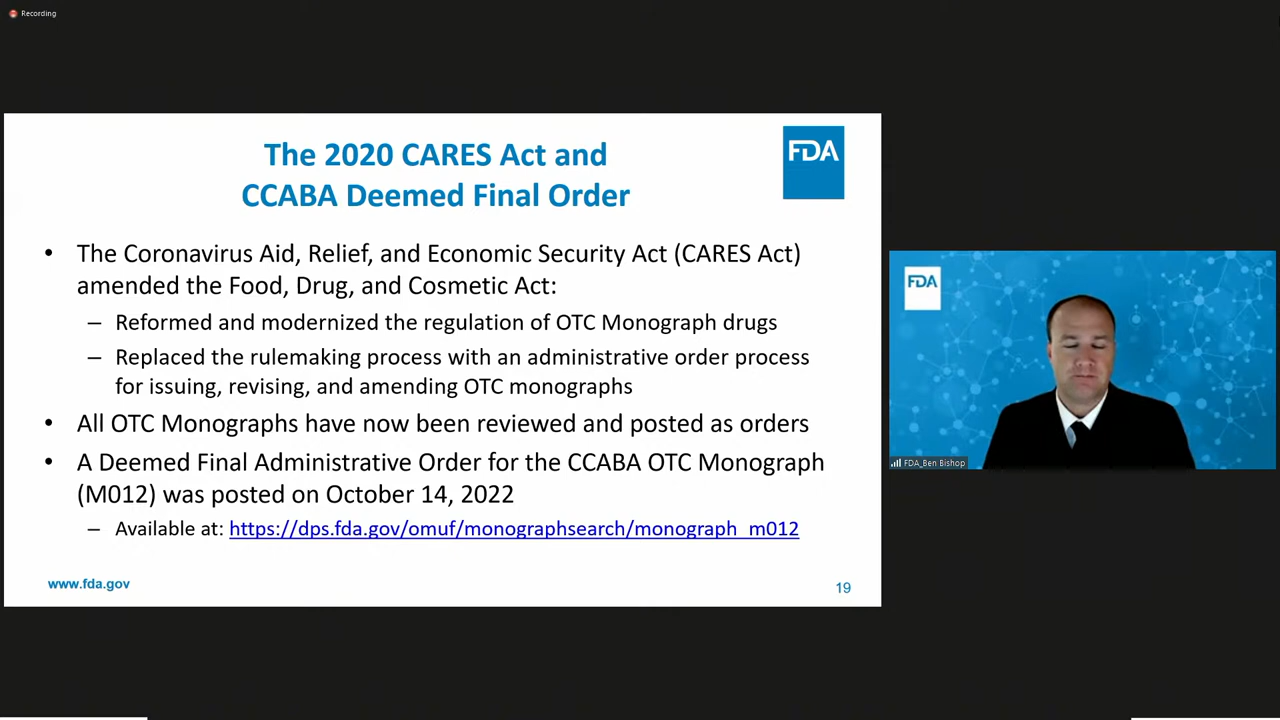 Recording
The 2020 CARES Act and
CCABA Deemed Final Order
FDA
• The Coronavirus Aid, Relief, and Economic Security Act (CARES Act)
amended the Food, Drug, and Cosmetic Act:
– Reformed and modernized the regulation of OTC Monograph drugs
– Replaced the rulemaking process with an administrative order process
for issuing, revising, and amending OTC monographs
• All OTC Monographs have now been reviewed and posted as orders
• A Deemed Final Administrative Order for the CCABA OTC Monograph
(M012) was posted on October 14, 2022
– Available at: https://dps.fda.gov/omuf/monographsearch/monograph_m012
www.fda.gov
19
FDA
FDA_Ben Bishop